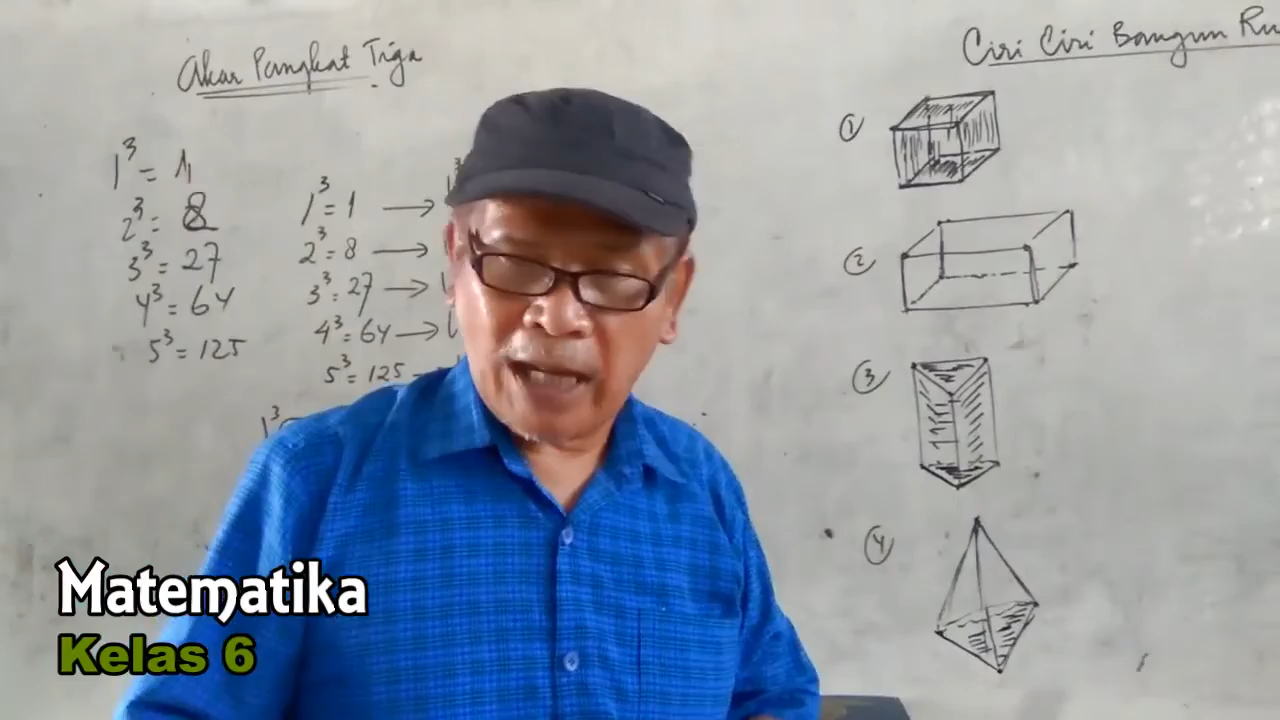 Akar Pangkat Tiga
1³ = 1
2³ = 8
3³ = 27
4³ = 64
5³ = 125
1³ = 1 →
2³ = 8 →
3³ = 27 →
4³ = 64 →
5³ = 125
1³
Ciri Ciri Bangun Ru
①
②
③
④
Matematika
Kelas 6